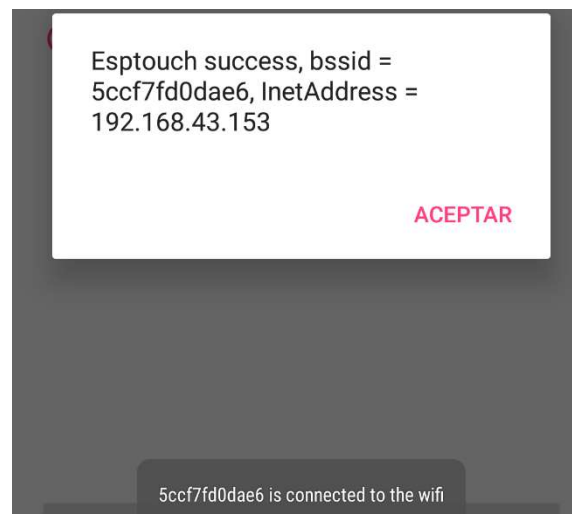 Esptouch success, bssid =
5ccf7fd0dae6, InetAddress =
192.168.43.153
ACEPTAR
5ccf7fd0dae6 is connected to the wifi